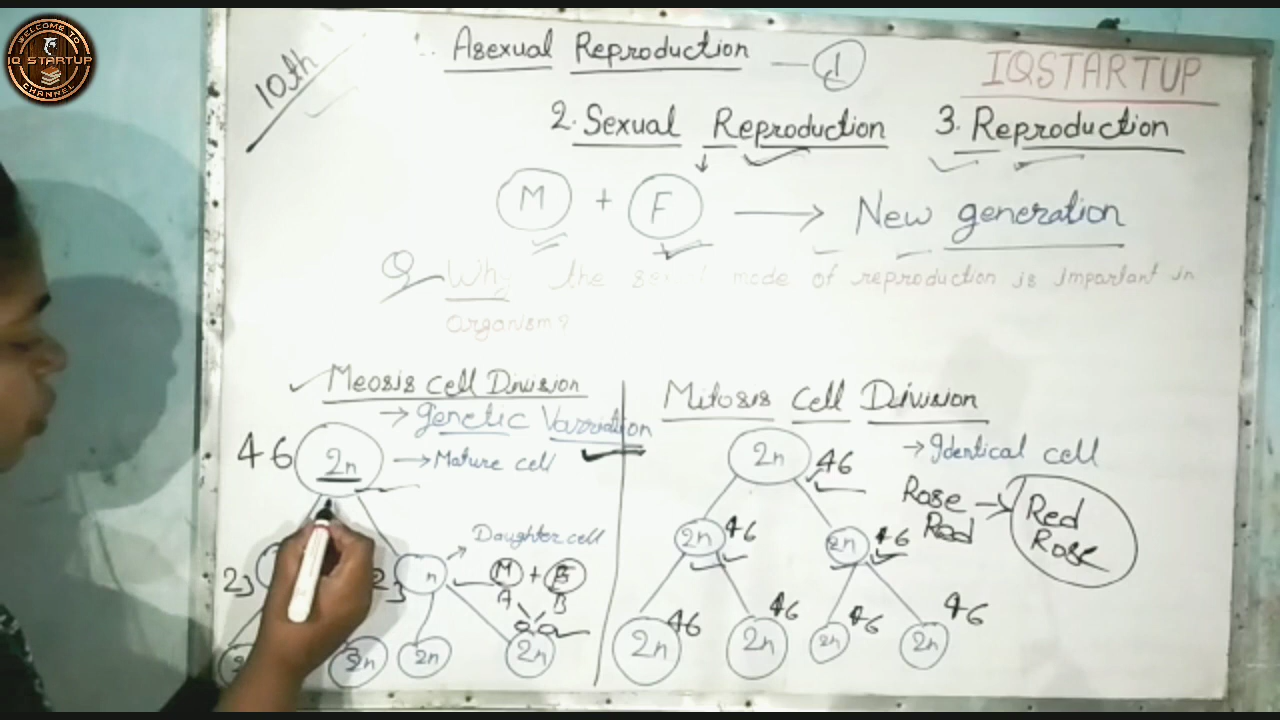 WELCOME TO
IQ STARTUP
CHANNEL
10th
Asexual Reproduction — 1
IQSTARTUP
2. Sexual Reproduction
3. Reproduction
M + F → New generation
Q Why the mode of reproduction is important in
organism?
Meosis cell Division
→ genetic Varriation
46 2n → Mature cell
Daughter cell
23 23 n M + F
A B
2n 2n 2n
Mitosis cell Division
2n 46 → Identical cell
Rose → Red
Red Rose
2n 46 2n 46
2n 46 2n 46 2n 46 2n 46